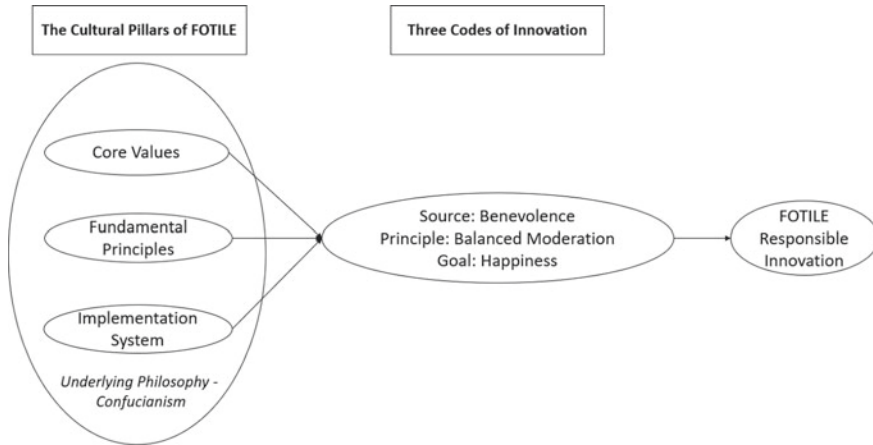 The Cultural Pillars of FOTILE
Three Codes of Innovation
Core Values
Fundamental
Principles
Implementation
System
Underlying Philosophy -
Confucianism
Source: Benevolence
Principle: Balanced Moderation
Goal: Happiness
FOTILE
Responsible
Innovation